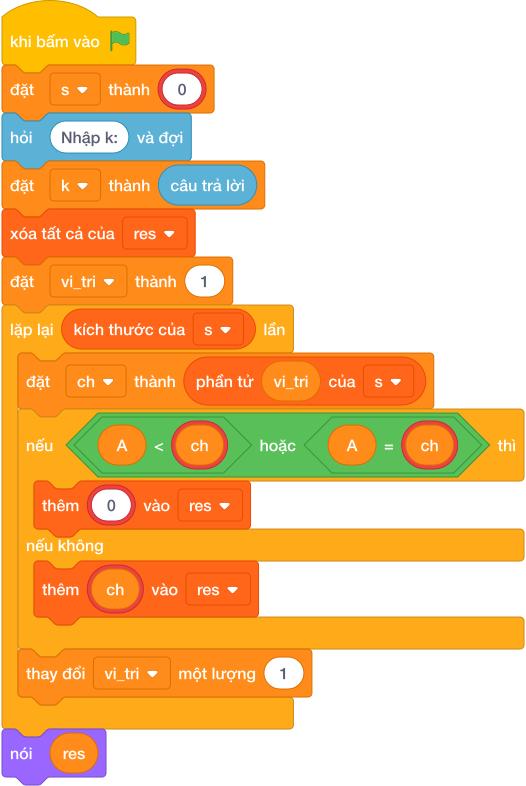 khi bấm vào
đặt s thành 0
hỏi Nhập k: và đợi
đặt k thành câu trả lời
xóa tất cả của res
đặt vi_tri thành 1
lặp lại kích thước của s lần
đặt ch thành phần tử vi_tri của s
nếu A < ch hoặc A = ch thì
thêm 0 vào res
nếu không
thêm ch vào res
thay đổi vi_tri một lượng 1
nói res